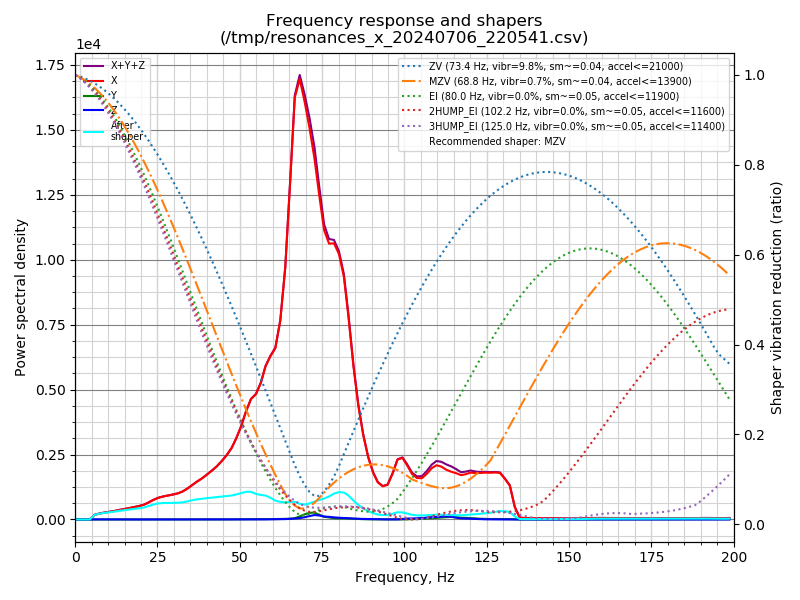 Frequency response and shapers
(/tmp/resonances_x_20240706_220541.csv)
1e4
X+Y+Z
X
Y
Z
After
shaper
ZV (73.4 Hz, vibr=9.8%, sm~=0.04, accel<=21000)
MZV (68.8 Hz, vibr=0.7%, sm~=0.04, accel<=13900)
EI (80.0 Hz, vibr=0.0%, sm~=0.05, accel<=11900)
2HUMP_EI (102.2 Hz, vibr=0.0%, sm~=0.05, accel<=11600)
3HUMP_EI (125.0 Hz, vibr=0.0%, sm~=0.05, accel<=11400)
Recommended shaper: MZV
Power spectral density
1.75
1.50
1.25
1.00
0.75
0.50
0.25
0.00
1.0
0.8
0.6
0.4
0.2
0.0
Shaper vibration reduction (ratio)
0 25 50 75 100 125 150 175 200
Frequency, Hz